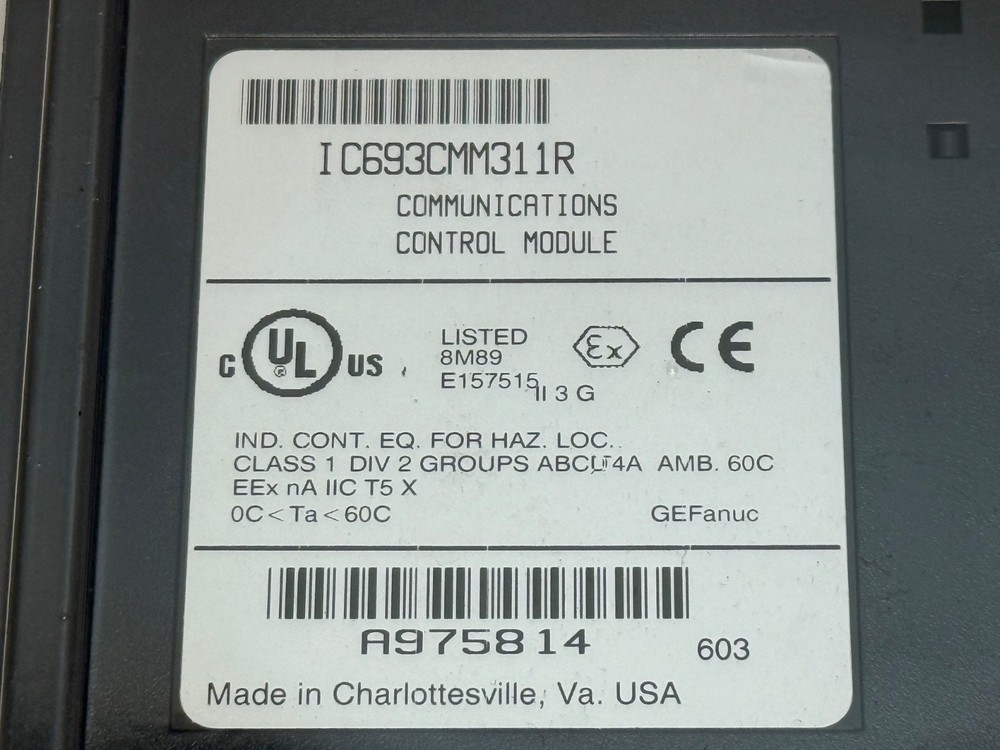 IC693CMM311R
COMMUNICATIONS
CONTROL MODULE
C UL US
LISTED
8M89
E157515
Ex
CE
II 3 G
IND. CONT. EQ. FOR HAZ. LOC.
CLASS 1 DIV 2 GROUPS AMB. 60C
EEx nA IIC T5 X
0C<Ta<60C
GEFanuc
A975814
603
Made in Charlottesville, Va. USA